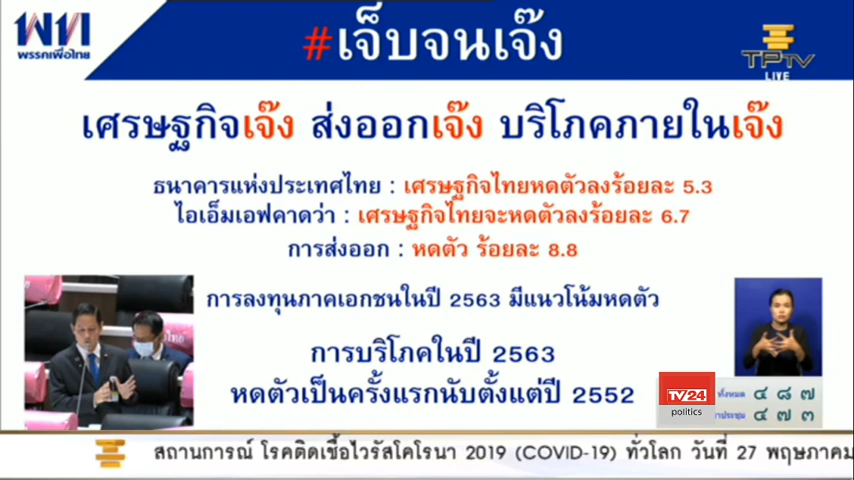 พท
พรรคเพื่อไทย
#เจ็บจนเจ๊ง
TPTV
LIVE
เศรษฐกิจเจ๊ง ส่งออกเจ๊ง บริโภคภายในเจ๊ง
ธนาคารแห่งประเทศไทย : เศรษฐกิจไทยหดตัวลงร้อยละ 5.3
ไอเอ็มเอฟคาดว่า : เศรษฐกิจไทยจะหดตัวลงร้อยละ 6.7
การส่งออก : หดตัว ร้อยละ 8.8
การลงทุนภาคเอกชนในปี 2563 มีแนวโน้มหดตัว
การบริโภคในปี 2563
หดตัวเป็นครั้งแรกนับตั้งแต่ปี 2552
TV24
politics
ทั้งหมด ๔๘๗
าประชุม ๔๗๓
สถานการณ์ โรคติดเชื้อไวรัสโคโรนา 2019 (COVID-19) ทั่วโลก วันที่ 27 พฤษภาคม